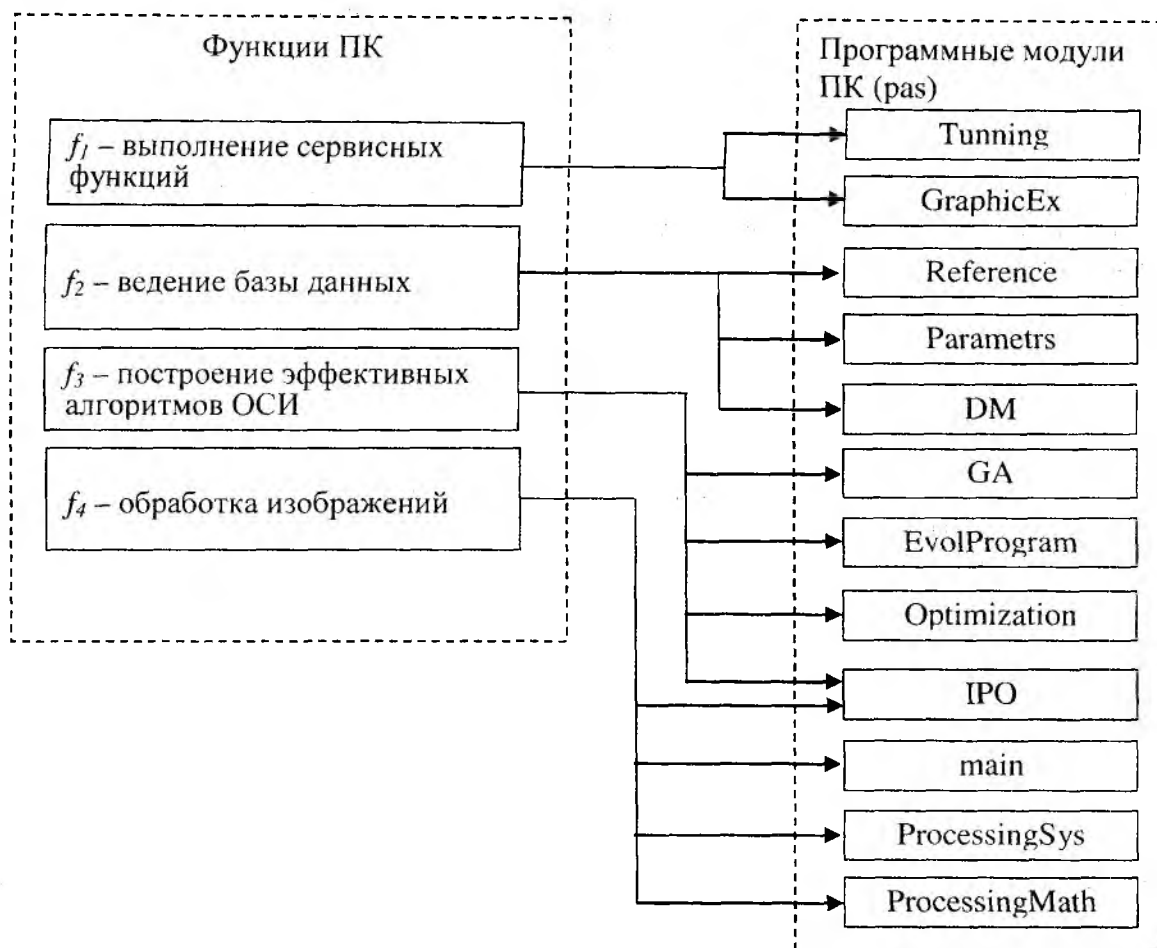 Функции ПК
f1 – выполнение сервисных
функций
f2 – ведение базы данных
f3 – построение эффективных
алгоритмов ОСИ
f4 – обработка изображений
Программные модули
ПК (pas)
Tunning
GraphicEx
Reference
Parametrs
DM
GA
EvolProgram
Optimization
IPO
main
ProcessingSys
ProcessingMath